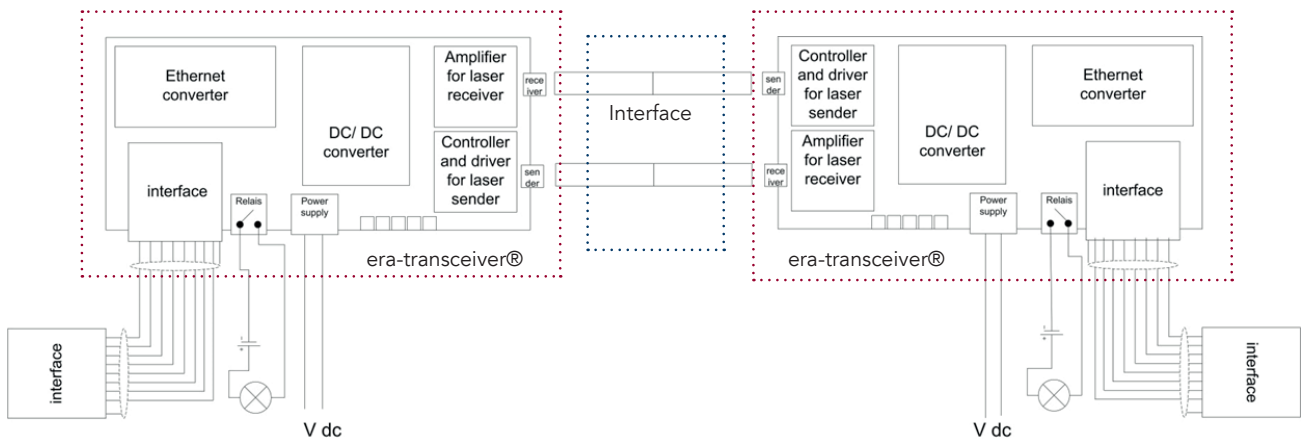 Ethernet
converter
DC/ DC
converter
Amplifier
for laser
receiver
rece
iver
Controller
and driver
for laser
sender
sen
der
interface
Relais
Power
supply
era-transceiver®
interface
V dc
Interface
sen
der
Controller
and driver
for laser
sender
rece
iver
Amplifier
for laser
receiver
DC/ DC
converter
Ethernet
converter
interface
Power
supply
Relais
era-transceiver®
interface
V dc